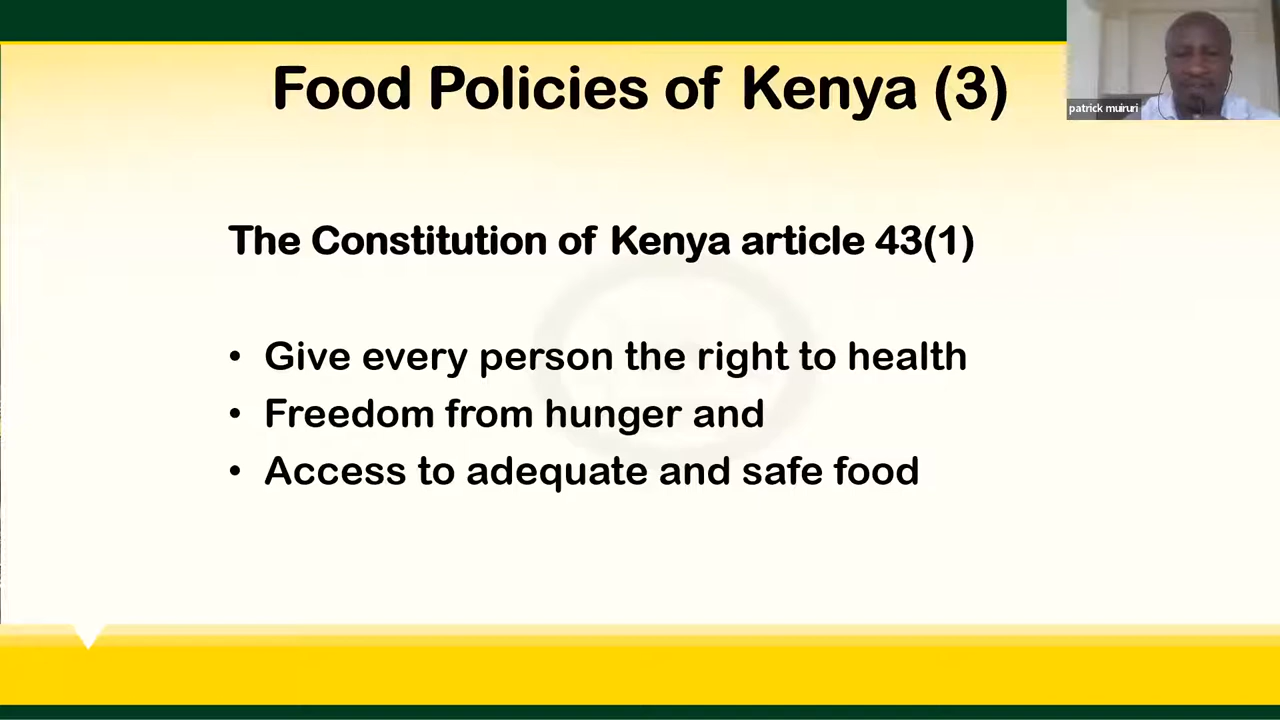 Food Policies of Kenya (3)
patrick muiruri
The Constitution of Kenya article 43(1)
• Give every person the right to health
• Freedom from hunger and
• Access to adequate and safe food